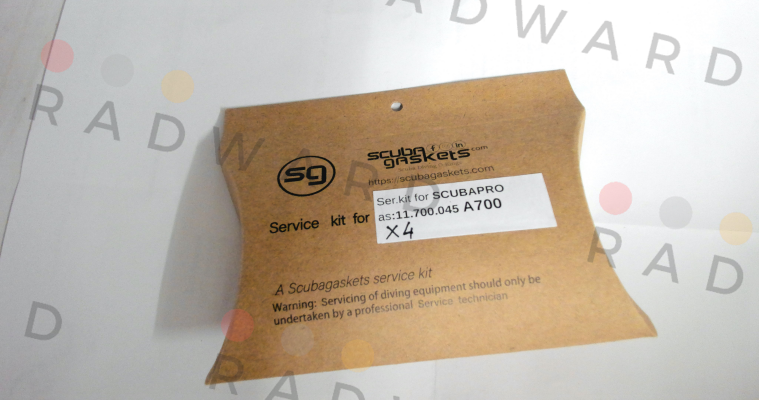 RADWARD
RADWARD
sg
scuba
gaskets.com
https://scubagaskets.com
Service kit for
Ser.kit for SCUBAPRO
as:11.700.045 A700
X4
A Scubagaskets service kit
Warning: Servicing of diving equipment should only be
undertaken by a professional Service technician
RAD
D
RAD